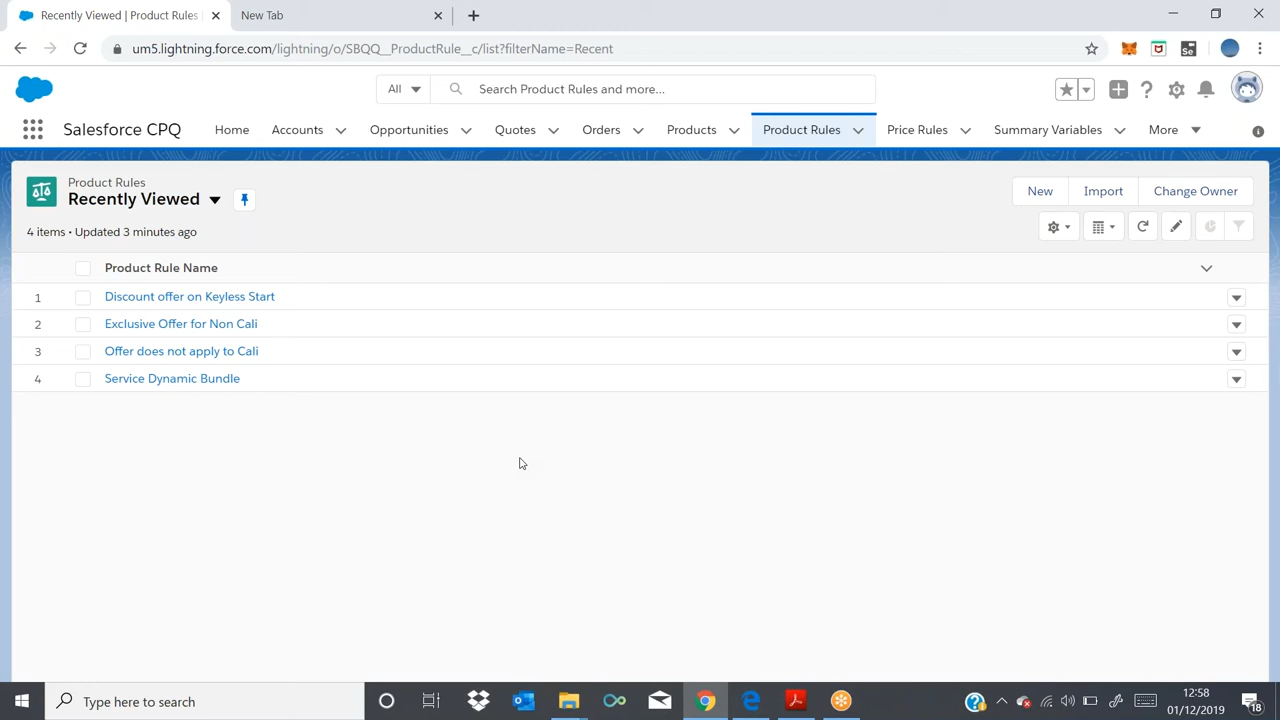 Recently Viewed | Product Rules
New Tab
um5.lightning.force.com/lightning/o/SBQQ__ProductRule__c/list?filterName=Recent
All
Search Product Rules and more...
Salesforce CPQ
Home
Accounts
Opportunities
Quotes
Orders
Products
Product Rules
Price Rules
Summary Variables
More
Product Rules
Recently Viewed
New
Import
Change Owner
4 items • Updated 3 minutes ago
Product Rule Name
1 Discount offer on Keyless Start
2 Exclusive Offer for Non Cali
3 Offer does not apply to Cali
4 Service Dynamic Bundle
Type here to search
12:58
01/12/2019
18